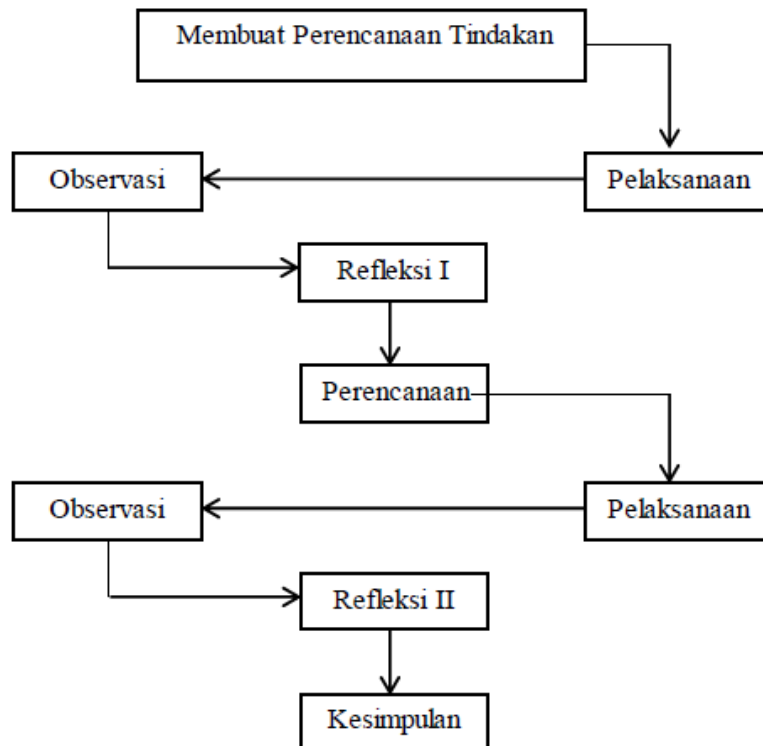 Membuat Perencanaan Tindakan
Observasi
Pelaksanaan
Refleksi I
Perencanaan
Observasi
Pelaksanaan
Refleksi II
Kesimpulan